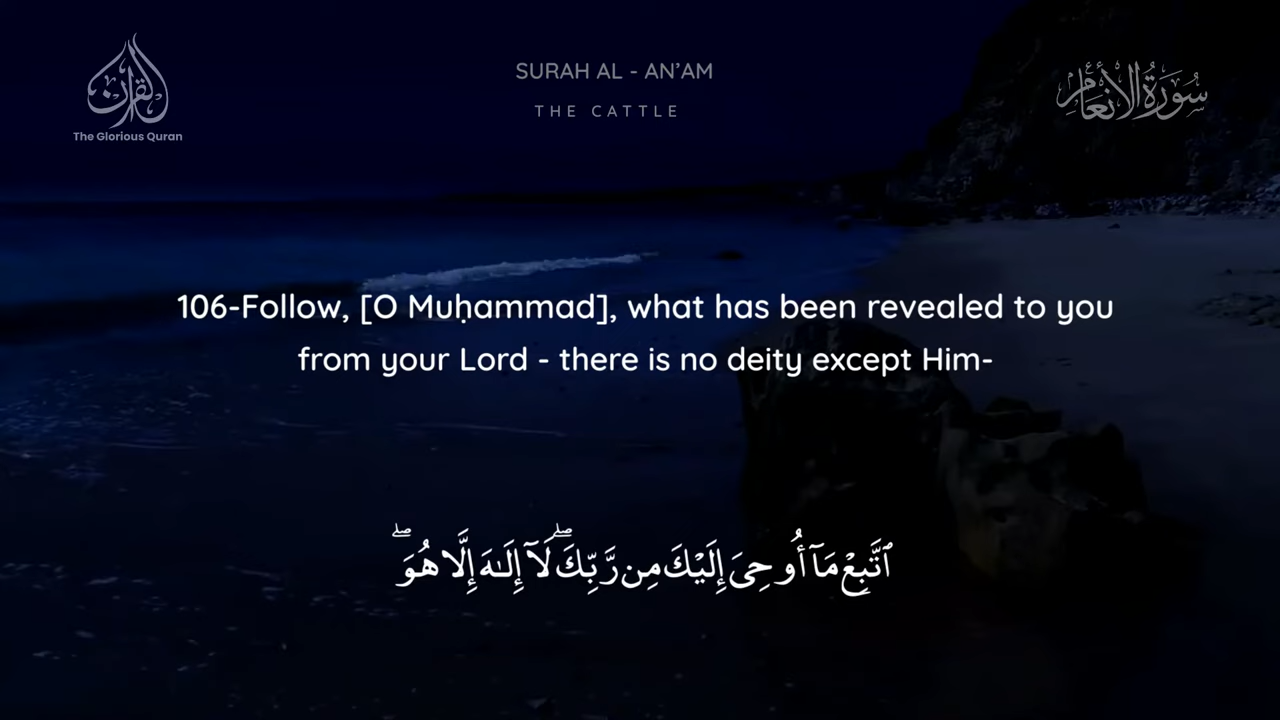 القرآن
The Glorious Quran
SURAH AL - AN’AM
THE CATTLE
سُورَةُ الأَنْعَام
106-Follow, [O Muḥammad], what has been revealed to you
from your Lord - there is no deity except Him-
ٱتَّبِعْ مَآ أُوحِىَ إِلَيْكَ مِن رَّبِّكَ ۖ لَآ إِلَـٰهَ إِلَّا هُوَ ۖ